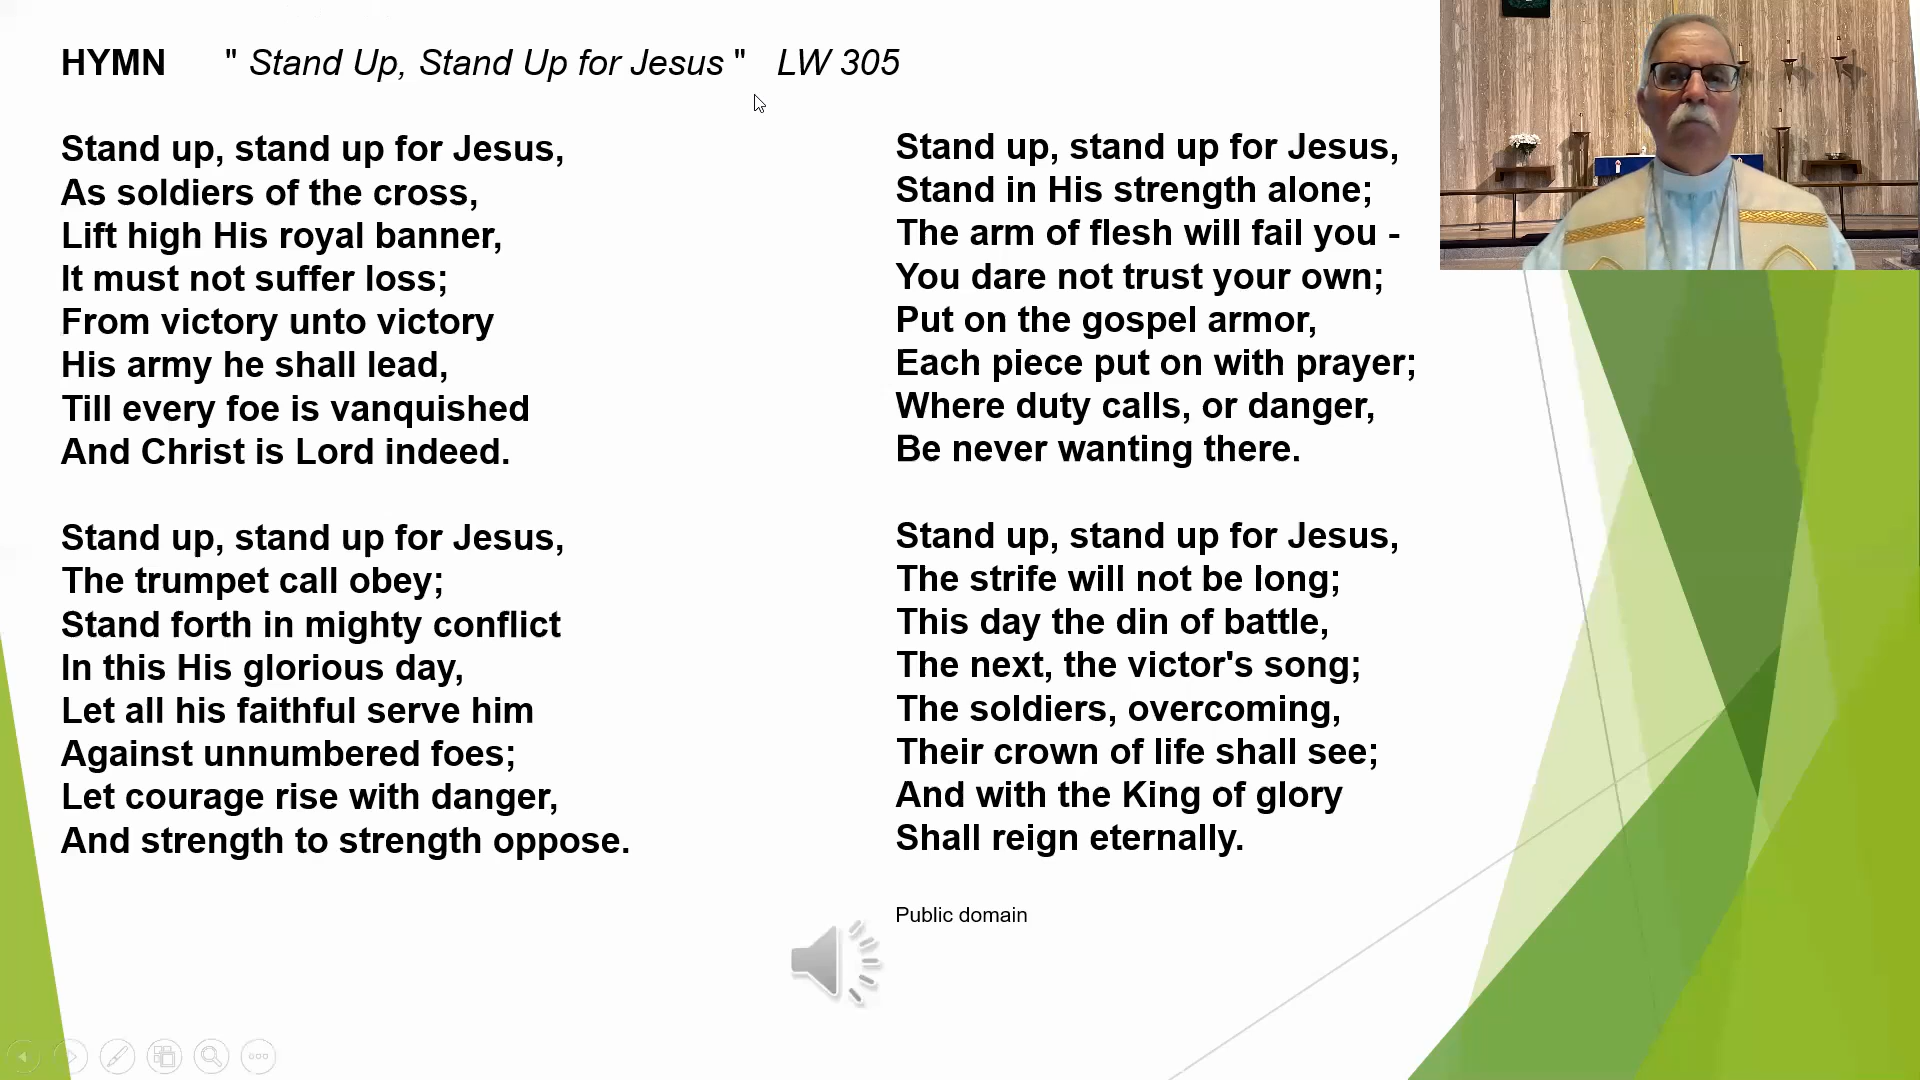 HYMN " Stand Up, Stand Up for Jesus " LW 305
Stand up, stand up for Jesus,
As soldiers of the cross,
Lift high His royal banner,
It must not suffer loss;
From victory unto victory
His army he shall lead,
Till every foe is vanquished
And Christ is Lord indeed.
Stand up, stand up for Jesus,
The trumpet call obey;
Stand forth in mighty conflict
In this His glorious day,
Let all his faithful serve him
Against unnumbered foes;
Let courage rise with danger,
And strength to strength oppose.
Stand up, stand up for Jesus,
Stand in His strength alone;
The arm of flesh will fail you -
You dare not trust your own;
Put on the gospel armor,
Each piece put on with prayer;
Where duty calls, or danger,
Be never wanting there.
Stand up, stand up for Jesus,
The strife will not be long;
This day the din of battle,
The next, the victor's song;
The soldiers, overcoming,
Their crown of life shall see;
And with the King of glory
Shall reign eternally.
Public domain